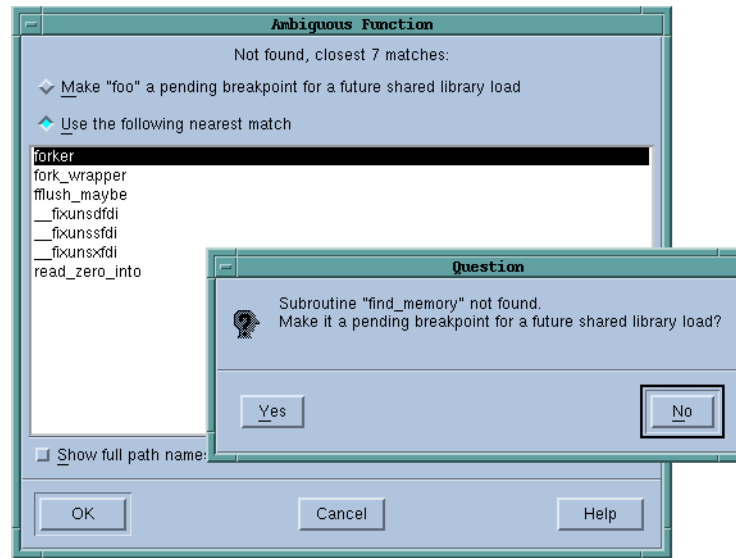 Ambiguous Function
Not found, closest 7 matches:
Make "foo" a pending breakpoint for a future shared library load
Use the following nearest match
forker
fork_wrapper
fflush_maybe
__fixunsdfdi
__fixunssfdi
__fixunsxfdi
read_zero_into
Question
Subroutine "find_memory" not found.
Make it a pending breakpoint for a future shared library load?
Yes
No
Show full path name
OK
Cancel
Help